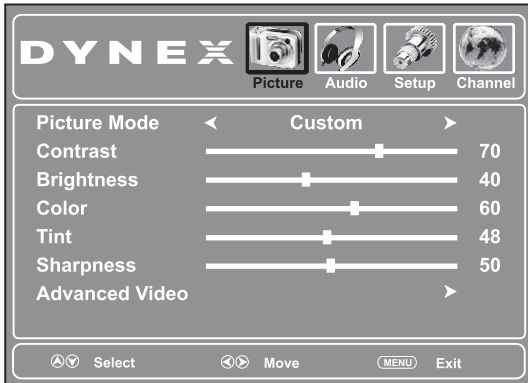 DYNEX
Picture Audio Setup Channel
Picture Mode Custom
Contrast 70
Brightness 40
Color 60
Tint 48
Sharpness 50
Advanced Video
Select Move MENU Exit